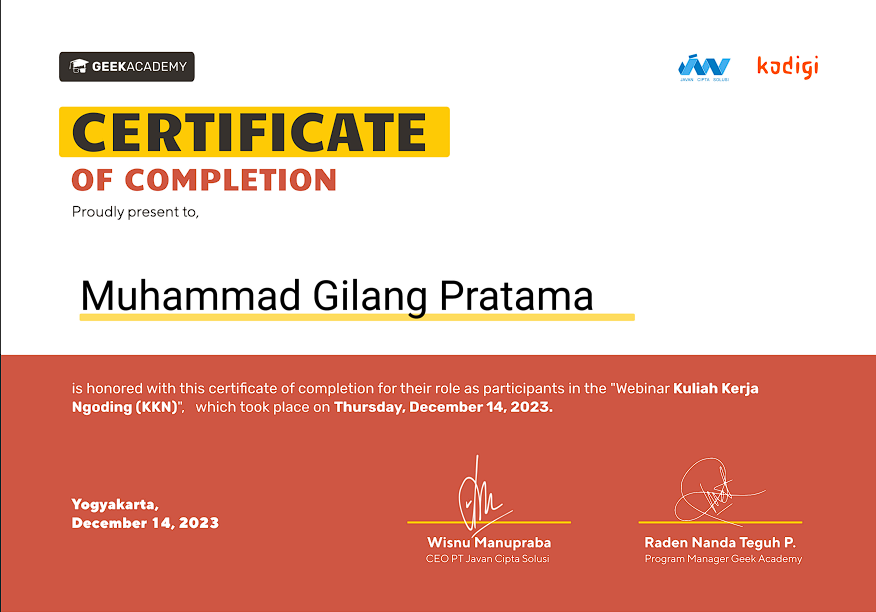 GEEKACADEMY
JAVAN CIPTA SOLUSI
kodigi
CERTIFICATE
OF COMPLETION
Proudly present to,
Muhammad Gilang Pratama
is honored with this certificate of completion for their role as participants in the "Webinar Kuliah Kerja
Ngoding (KKN)", which took place on Thursday, December 14, 2023.
Yogyakarta,
December 14, 2023
Wisnu Manupraba
CEO PT Javan Cipta Solusi
Raden Nanda Teguh P.
Program Manager Geek Academy